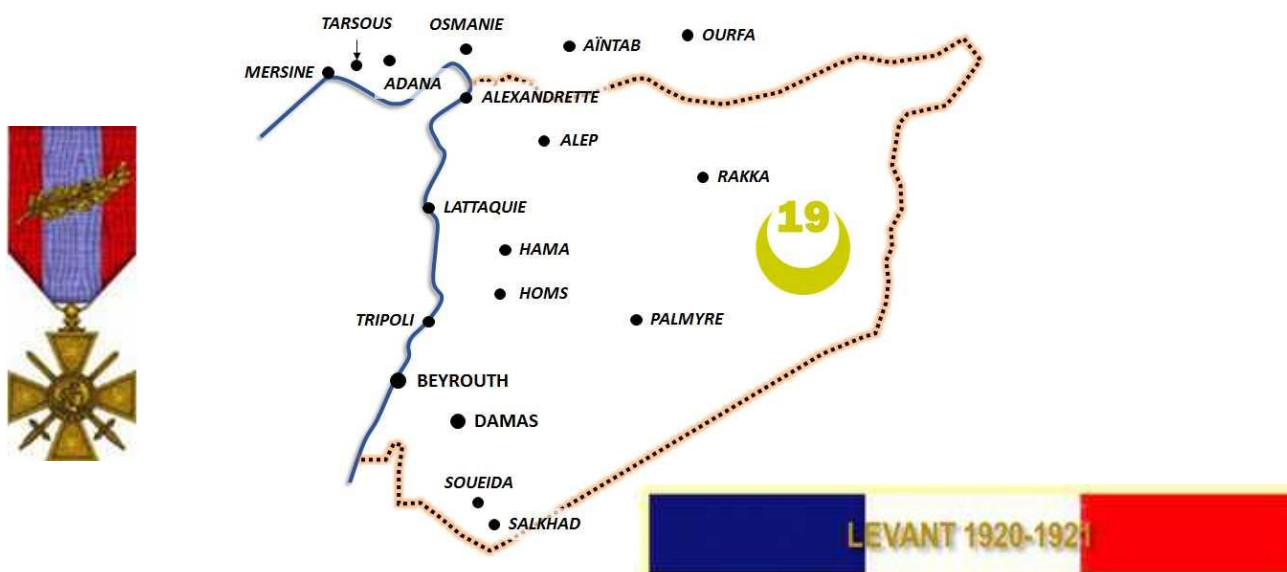 TARSOUS
OSMANIE
AÏNTAB
OURFA
MERSINE
ADANA
ALEXANDRETTE
ALEP
RAKKA
LATTAQUIE
19
HAMA
HOMS
TRIPOLI
PALMYRE
BEYROUTH
DAMAS
SOUEIDA
SALKHAD
LEVANT 1920-1921